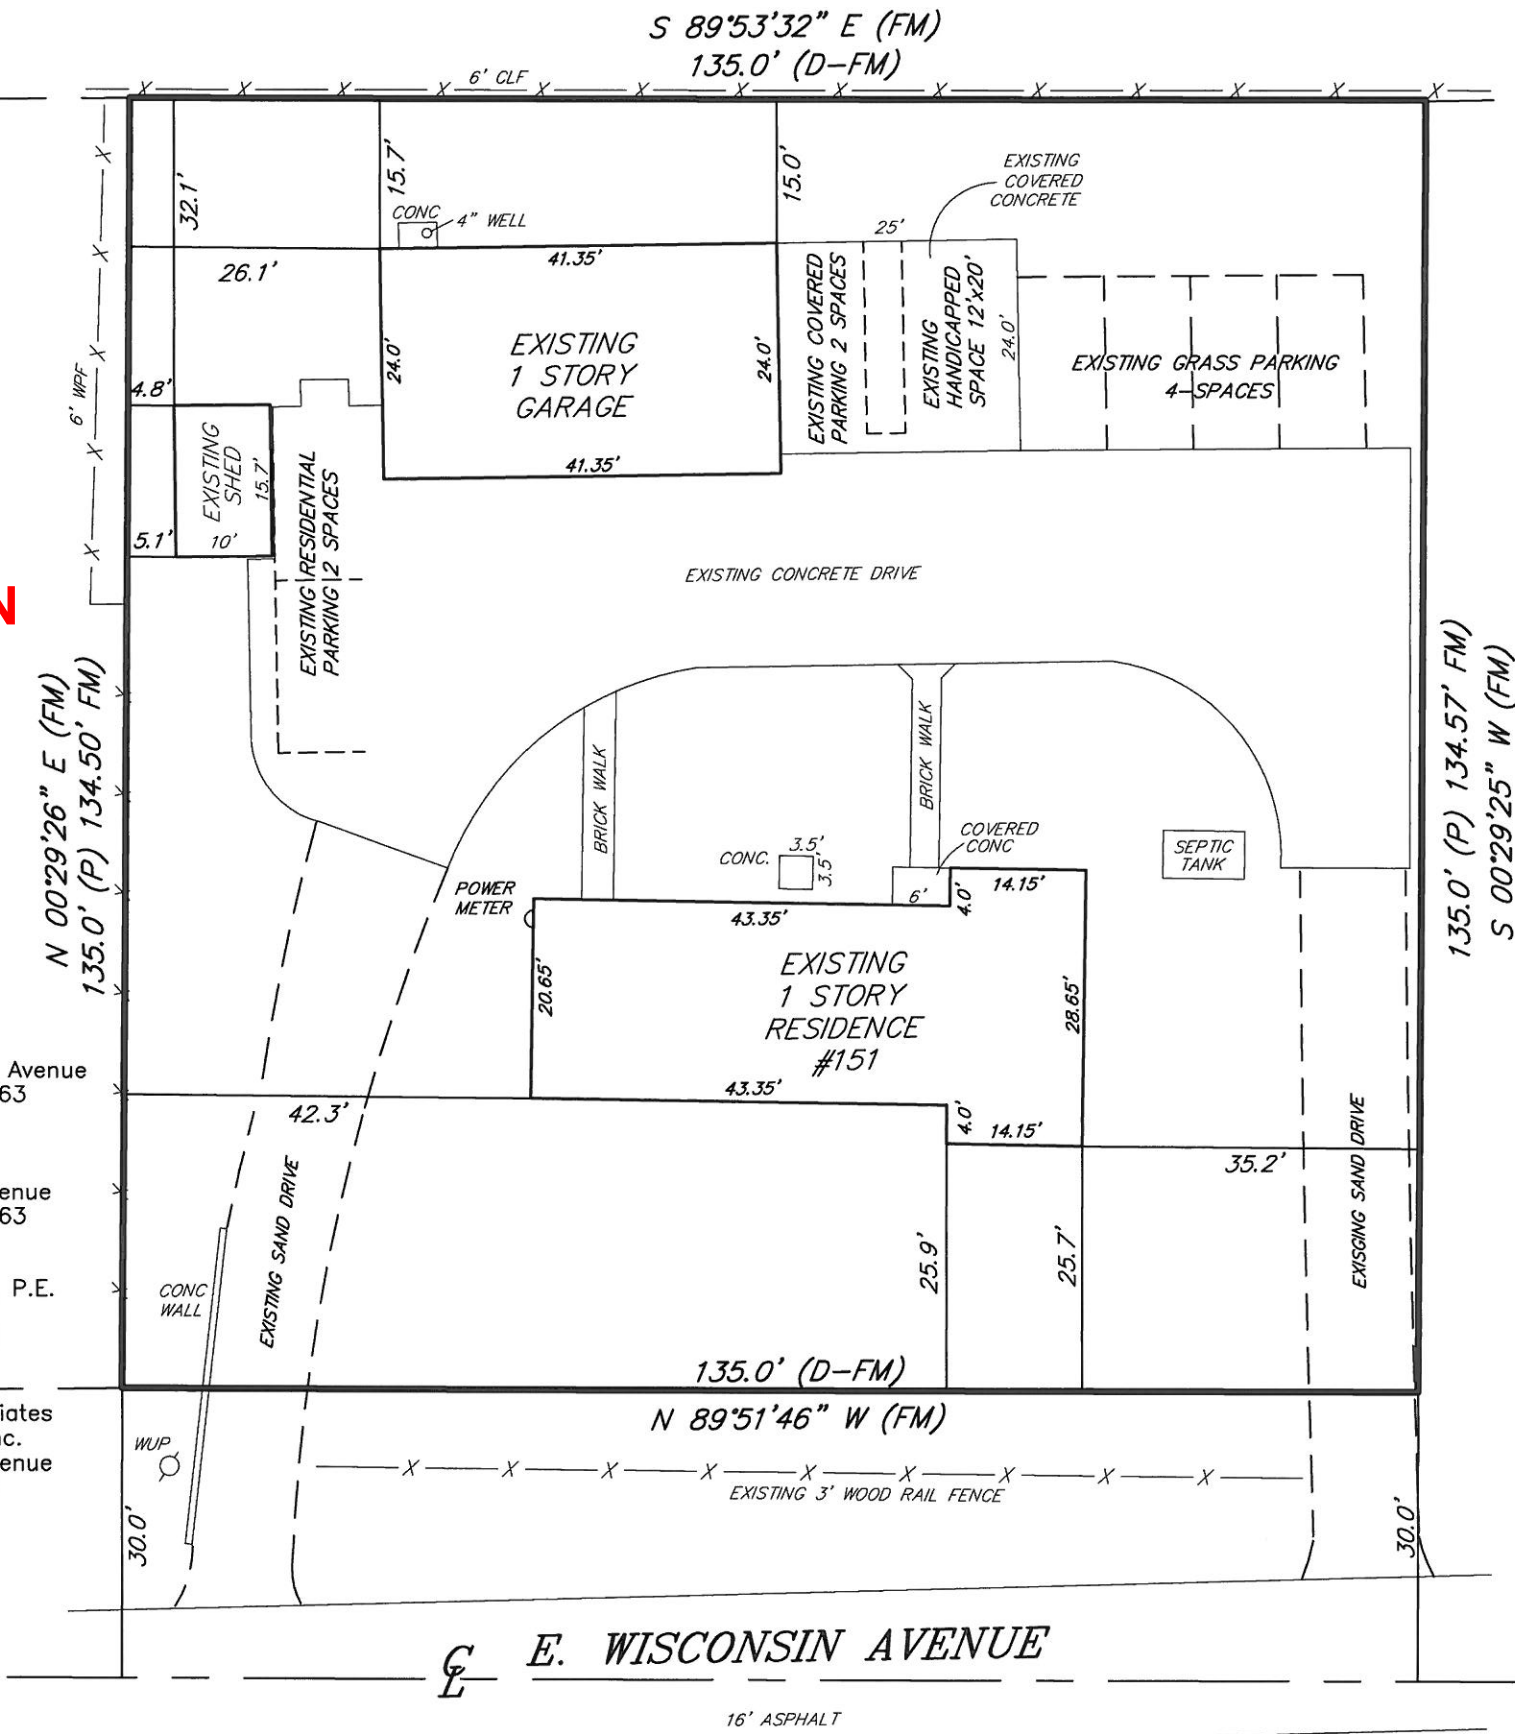 S 89°53'32" E (FM)
135.0' (D-FM)
6' CLF
32.1'
15.7'
15.0'
EXISTING
COVERED
CONCRETE
CONC
4" WELL
25'
26.1'
41.35'
EXISTING COVERED
PARKING 2 SPACES
EXISTING
HANDICAPPED
SPACE 12'x20'
24.0'
24.0'
EXISTING
1 STORY
GARAGE
24.0'
EXISTING GRASS PARKING
4-SPACES
6' WPF
4.8'
41.35'
EXISTING
SHED
15.7'
10'
5.1'
EXISTING RESIDENTIAL
PARKING 2 SPACES
EXISTING CONCRETE DRIVE
N
N 00°29'26" E (FM)
135.0' (P) 134.50' FM)
135.0' (P) 134.57' FM)
S 00°29'25" W (FM)
BRICK WALK
BRICK WALK
POWER
METER
CONC.
3.5'
3.5'
COVERED
CONC
6'
4.0'
14.15'
SEPTIC
TANK
43.35'
20.65'
EXISTING
1 STORY
RESIDENCE
#151
28.65'
43.35'
4.0'
14.15'
Avenue
63
42.3'
35.2'
EXISTING SAND DRIVE
EXISGING SAND DRIVE
enue
63
25.9'
25.7'
P.E.
CONC
WALL
135.0' (D-FM)
N 89°51'46" W (FM)
iates
nc.
enue
WUP
EXISTING 3' WOOD RAIL FENCE
30.0'
30.0'
CL E. WISCONSIN AVENUE
16' ASPHALT